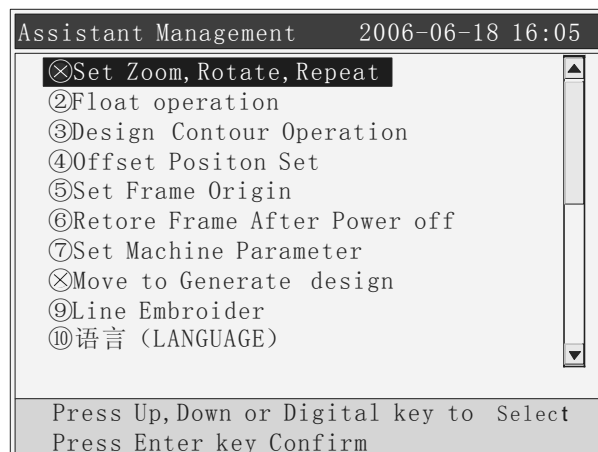 Assistant Management 2006-06-18 16:05
⊗Set Zoom,Rotate,Repeat
②Float operation
③Design Contour Operation
④Offset Positon Set
⑤Set Frame Origin
⑥Retore Frame After Power off
⑦Set Machine Parameter
⊗Move to Generate design
⑨Line Embroider
⑩语言（LANGUAGE）
Press Up,Down or Digital key to Select
Press Enter key Confirm